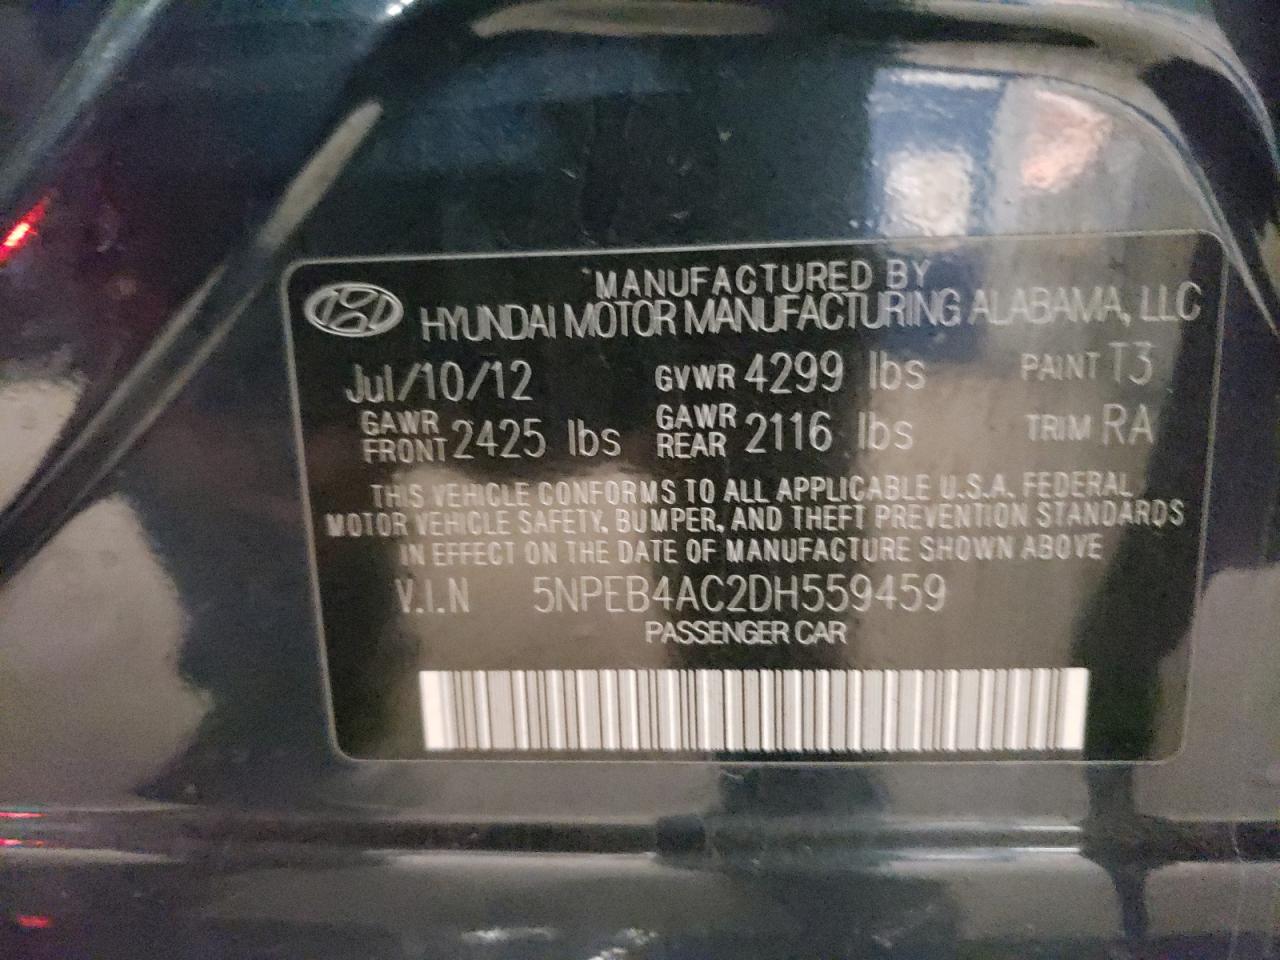 MANUFACTURED BY
HYUNDAI MOTOR MANUFACTURING ALABAMA, LLC
Jul/10/12 GVWR 4299 lbs PAINT T3
GAWR FRONT 2425 lbs GAWR REAR 2116 lbs TRIM RA
THIS VEHICLE CONFORMS TO ALL APPLICABLE U.S.A. FEDERAL
MOTOR VEHICLE SAFETY, BUMPER, AND THEFT PREVENTION STANDARDS
IN EFFECT ON THE DATE OF MANUFACTURE SHOWN ABOVE
V.I.N 5NPEB4AC2DH559459
PASSENGER CAR